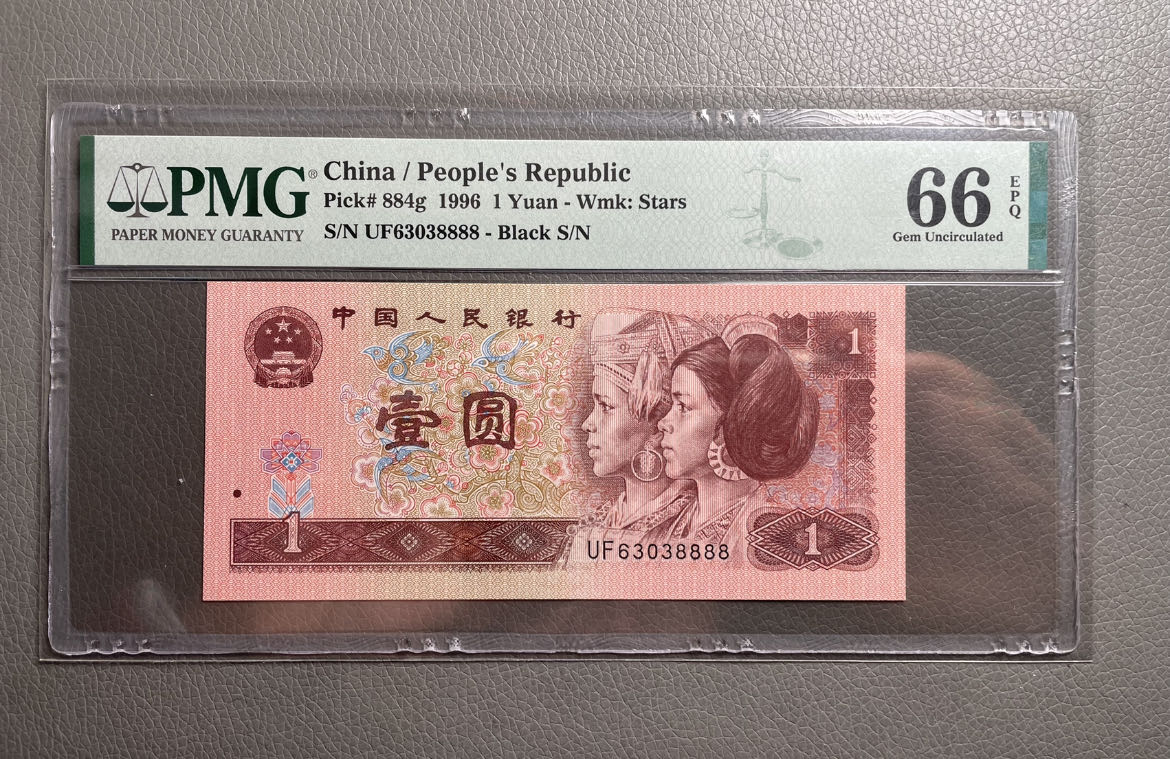 PMG®
PAPER MONEY GUARANTY
China / People's Republic
Pick# 884g 1996 1 Yuan - Wmk: Stars
S/N UF63038888 - Black S/N
66
EPQ
Gem Uncirculated
中国人民银行
1
壹圆
1
UF63038888
1